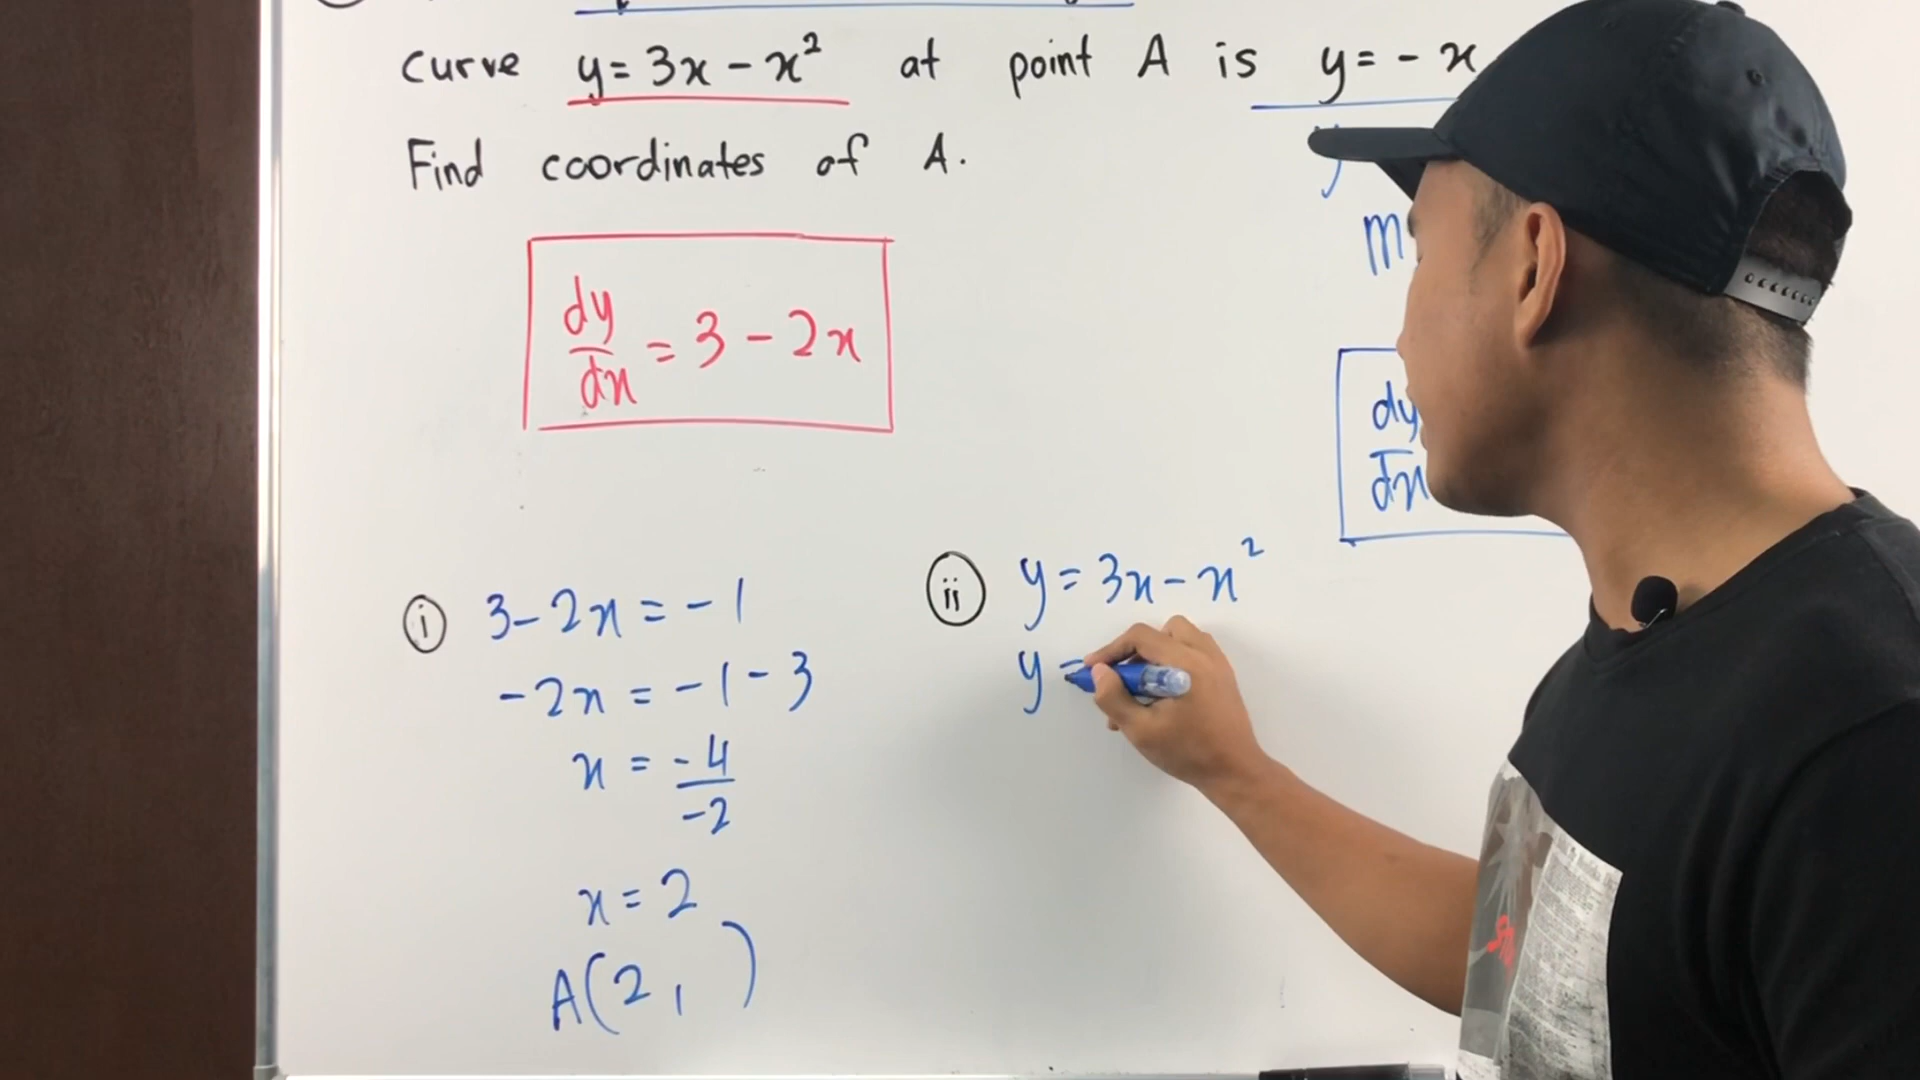 curve y = 3x - x² at point A is y = - x
Find coordinates of A.
dy/dx = 3 - 2x
m
dy/dx
i 3 - 2x = - 1
- 2x = - 1 - 3
x = - 4 / - 2
x = 2
A(2, )
ii y = 3x - x²
y =